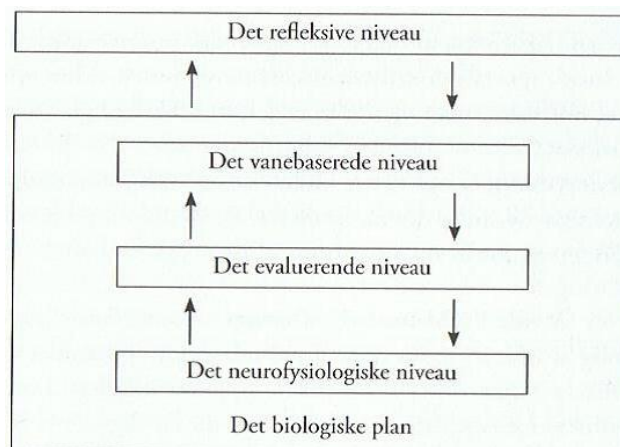 Det refleksive niveau
Det vanebaserede niveau
Det evaluerende niveau
Det neurofysiologiske niveau
Det biologiske plan